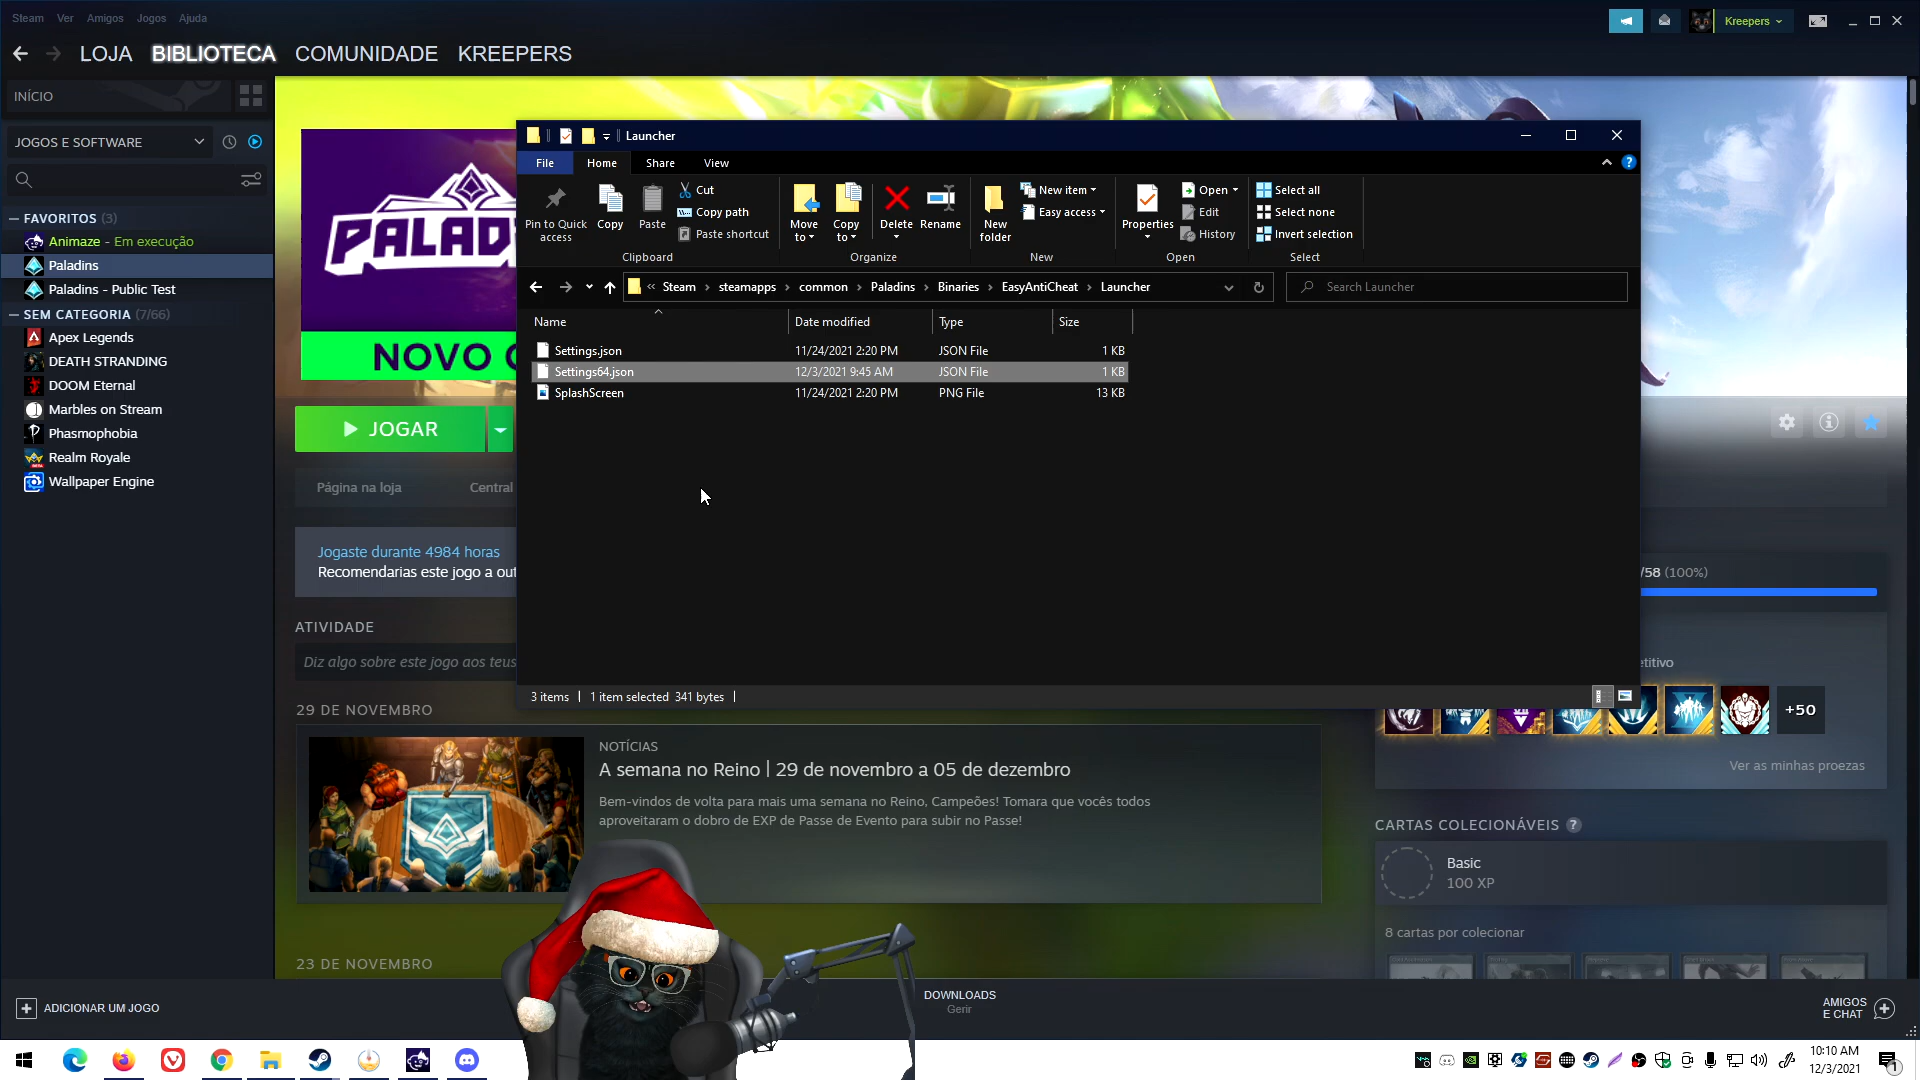 Steam Ver Amigos Jogos Ajuda
Kreepers
LOJA BIBLIOTECA COMUNIDADE KREEPERS
INÍCIO
JOGOS E SOFTWARE
FAVORITOS (3)
Animaze - Em execução
Paladins
Paladins - Public Test
SEM CATEGORIA (7/66)
Apex Legends
DEATH STRANDING
DOOM Eternal
Marbles on Stream
Phasmophobia
Realm Royale
Wallpaper Engine
Launcher
File Home Share View
Pin to Quick access
Copy
Paste
Cut
Copy path
Paste shortcut
Clipboard
Move to
Copy to
Delete
Rename
Organize
New folder
New item
Easy access
New
Properties
Open
Edit
History
Open
Select all
Select none
Invert selection
Select
« Steam › steamapps › common › Paladins › Binaries › EasyAntiCheat › Launcher
Search Launcher
Name Date modified Type Size
Settings.json 11/24/2021 2:20 PM JSON File 1 KB
Settings64.json 12/3/2021 9:45 AM JSON File 1 KB
SplashScreen 11/24/2021 2:20 PM PNG File 13 KB
3 items 1 item selected 341 bytes
PALAD
NOVO
JOGAR
Página na loja Central
Jogaste durante 4984 horas
Recomendarias este jogo a out
/58 (100%)
ATIVIDADE
Diz algo sobre este jogo aos teus
etitivo
+50
Ver as minhas proezas
29 DE NOVEMBRO
NOTÍCIAS
A semana no Reino | 29 de novembro a 05 de dezembro
Bem-vindos de volta para mais uma semana no Reino, Campeões! Tomara que vocês todos
aproveitaram o dobro de EXP de Passe de Evento para subir no Passe!
CARTAS COLECIONÁVEIS ?
Basic
100 XP
8 cartas por colecionar
23 DE NOVEMBRO
ADICIONAR UM JOGO
DOWNLOADS
Gerir
AMIGOS
E CHAT
10:10 AM
12/3/2021
1